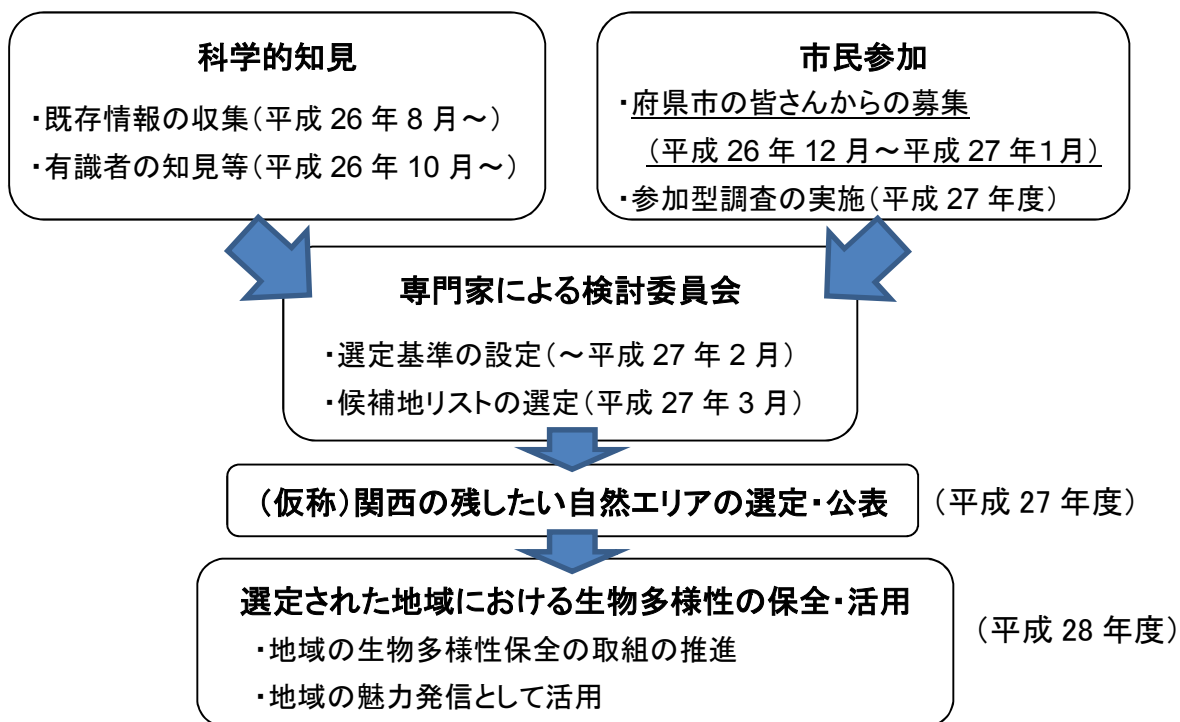 科学的知見
・既存情報の収集(平成 26 年 8 月～)
・有識者の知見等(平成 26 年 10 月～)
市民参加
・府県市の皆さんからの募集
(平成 26 年 12 月～平成 27 年1月)
・参加型調査の実施(平成 27 年度)
専門家による検討委員会
・選定基準の設定(～平成 27 年 2 月)
・候補地リストの選定(平成 27 年 3 月)
(仮称)関西の残したい自然エリアの選定・公表
(平成 27 年度)
選定された地域における生物多様性の保全・活用
・地域の生物多様性保全の取組の推進
・地域の魅力発信として活用
(平成 28 年度)